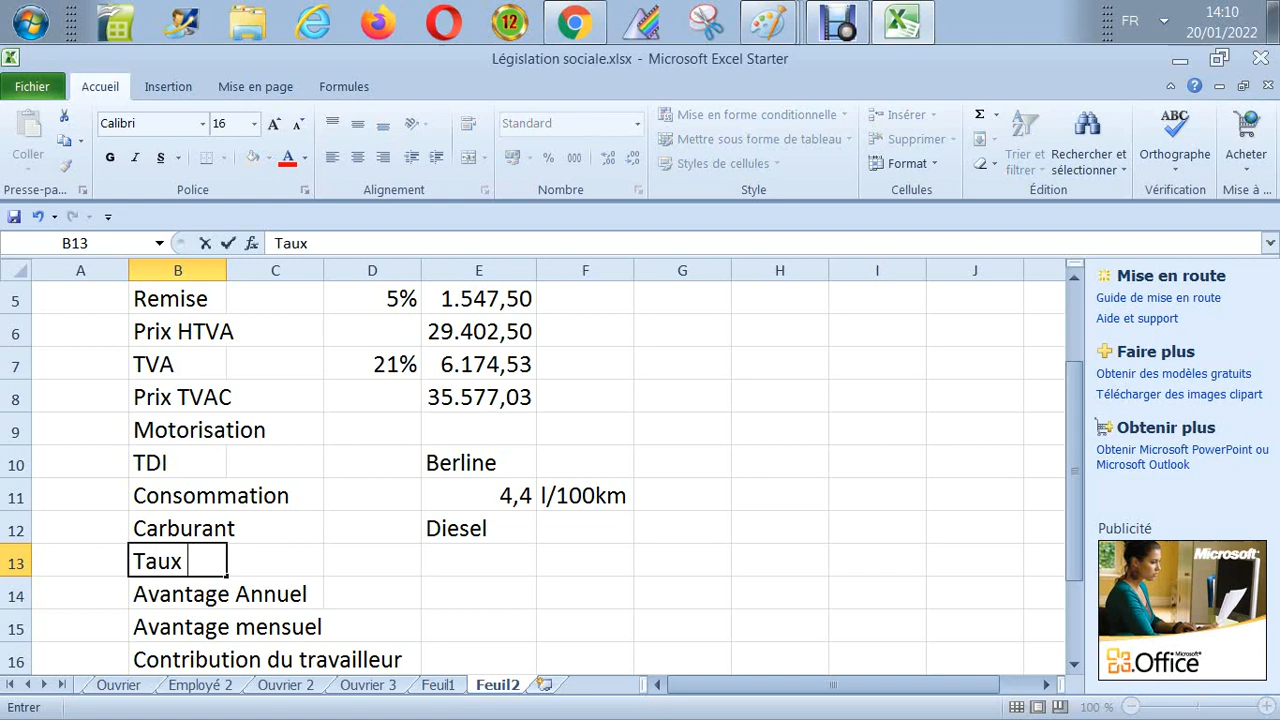 12
FR
14:10
20/01/2022
Législation sociale.xlsx - Microsoft Excel Starter
Fichier
Accueil
Insertion
Mise en page
Formules
Coller
Presse-pa...
Calibri
16
G I S
A
Police
Alignement
Standard
% 000
Nombre
Mise en forme conditionnelle
Mettre sous forme de tableau
Styles de cellules
Style
Insérer
Supprimer
Format
Cellules
Σ
Trier et filtrer
Rechercher et sélectionner
Édition
ABC
Orthographe
Vérification
Acheter
Mise à ...
B13
fx
Taux
A B C D E F G H I J
5 Remise 5% 1.547,50
6 Prix HTVA 29.402,50
7 TVA 21% 6.174,53
8 Prix TVAC 35.577,03
9 Motorisation
10 TDI Berline
11 Consommation 4,4 l/100km
12 Carburant Diesel
13 Taux
14 Avantage Annuel
15 Avantage mensuel
16 Contribution du travailleur
Mise en route
Guide de mise en route
Aide et support
Faire plus
Obtenir des modèles gratuits
Télécharger des images clipart
Obtenir plus
Obtenir Microsoft PowerPoint ou
Microsoft Outlook
Publicité
Microsoft
Microsoft
Office
Ouvrier
Employé 2
Ouvrier 2
Ouvrier 3
Feuil1
Feuil2
Entrer
100 %